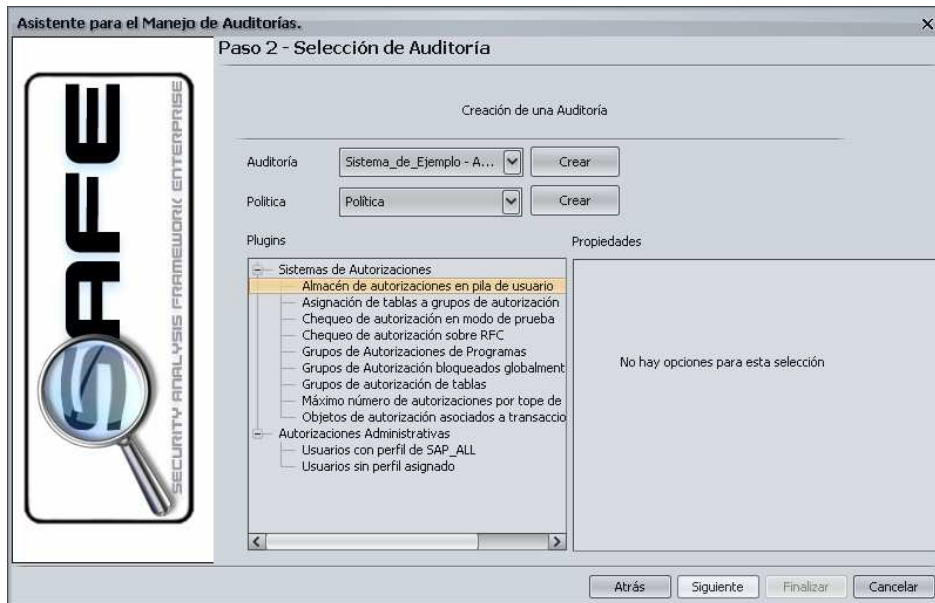 Asistente para el Manejo de Auditorías.
Paso 2 - Selección de Auditoría
SAFE
SECURITY ANALYSIS FRAMEWORK ENTERPRISE
Creación de una Auditoría
Auditoría Sistema_de_Ejemplo - A... Crear
Politica Política Crear
Plugins Propiedades
Sistemas de Autorizaciones
Almacén de autorizaciones en pila de usuario
Asignación de tablas a grupos de autorización
Chequeo de autorización en modo de prueba
Chequeo de autorización sobre RFC
Grupos de Autorizaciones de Programas
Grupos de Autorización bloqueados globalment
Grupos de autorización de tablas
Máximo número de autorizaciones por tope de
Objetos de autorización asociados a transaccio
Autorizaciones Administrativas
Usuarios con perfil de SAP_ALL
Usuarios sin perfil asignado
No hay opciones para esta selección
Atrás Siguiente Finalizar Cancelar